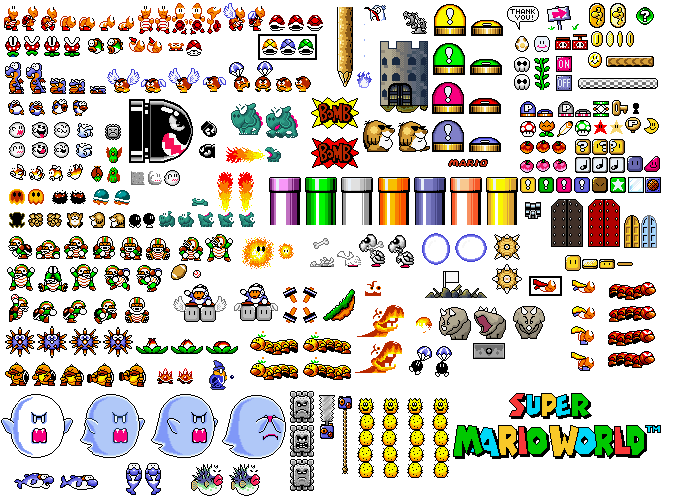 THANK
YOU!
!
!
?
ON
BOMB
OFF
!
P
P
BOMB
MARIO
! ! ! !
SUPER
MARIO WORLD TM